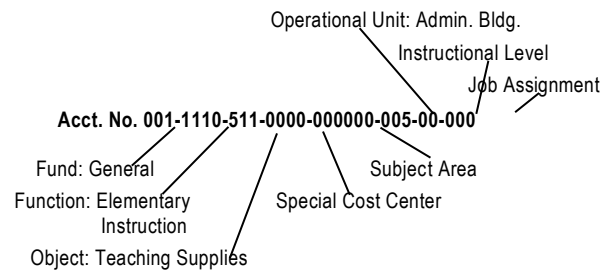 Operational Unit: Admin. Bldg.
Instructional Level
Job Assignment
Acct. No. 001-1110-511-0000-000000-005-00-000
Fund: General
Subject Area
Function: Elementary
Special Cost Center
Instruction
Object: Teaching Supplies